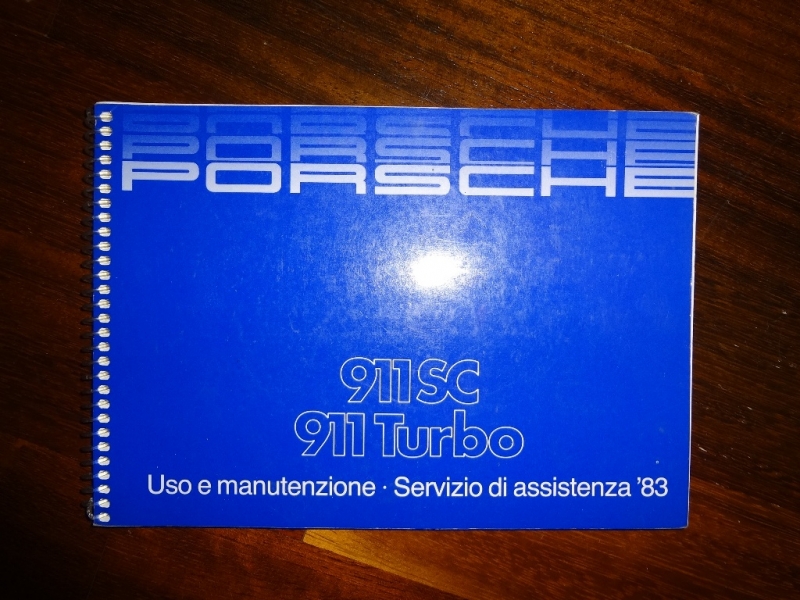 PORSCHE
PORSCHE
PORSCHE
911SC
911 Turbo
Uso e manutenzione · Servizio di assistenza '83